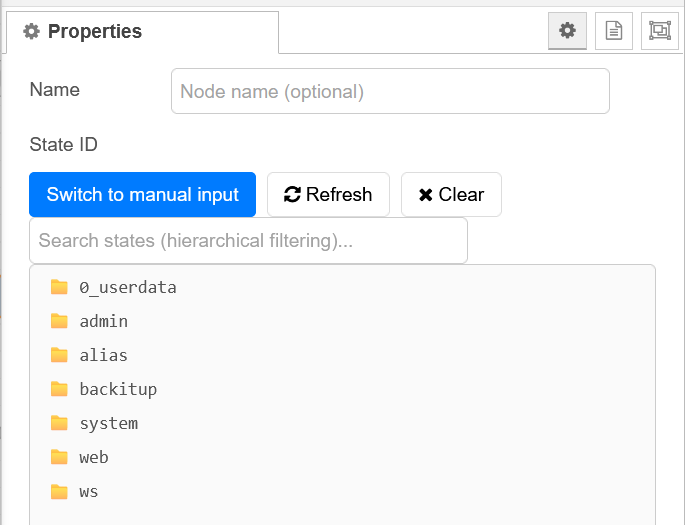 Properties
Name
Node name (optional)
State ID
Switch to manual input
Refresh
Clear
Search states (hierarchical filtering)...
0_userdata
admin
alias
backitup
system
web
ws